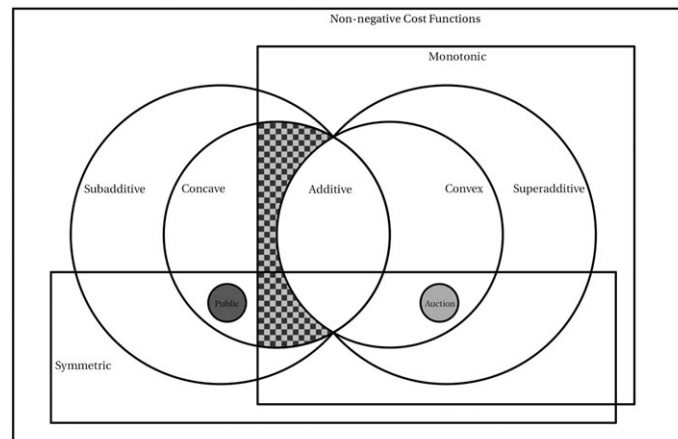 Non-negative Cost Functions
Monotonic
Subadditive
Concave
Additive
Convex
Superadditive
Public
Auction
Symmetric